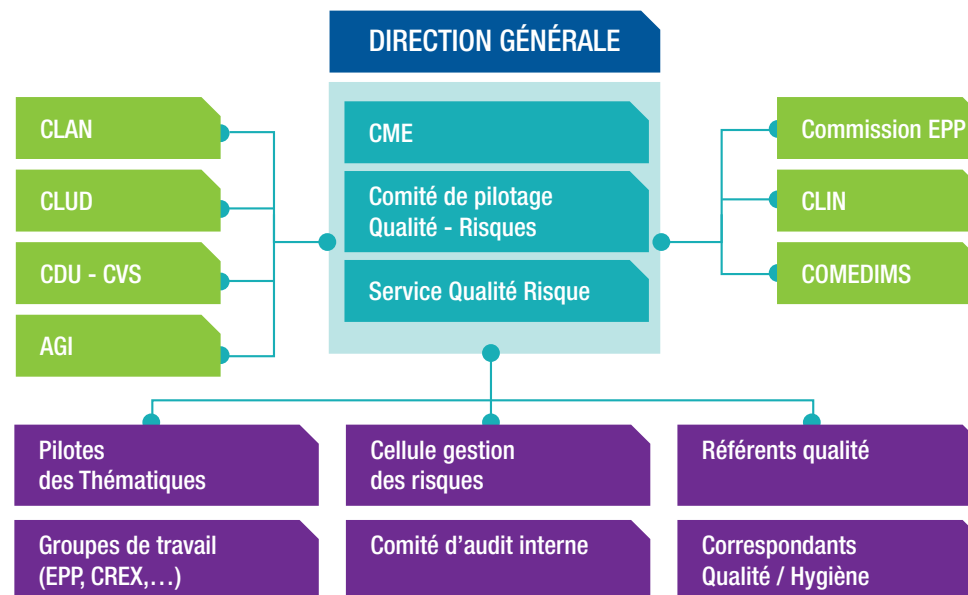 DIRECTION GÉNÉRALE
CLAN
CLUD
CDU - CVS
AGI
CME
Comité de pilotage
Qualité - Risques
Service Qualité Risque
Commission EPP
CLIN
COMEDIMS
Pilotes
des Thématiques
Cellule gestion
des risques
Référents qualité
Groupes de travail
(EPP, CREX,…)
Comité d’audit interne
Correspondants
Qualité / Hygiène